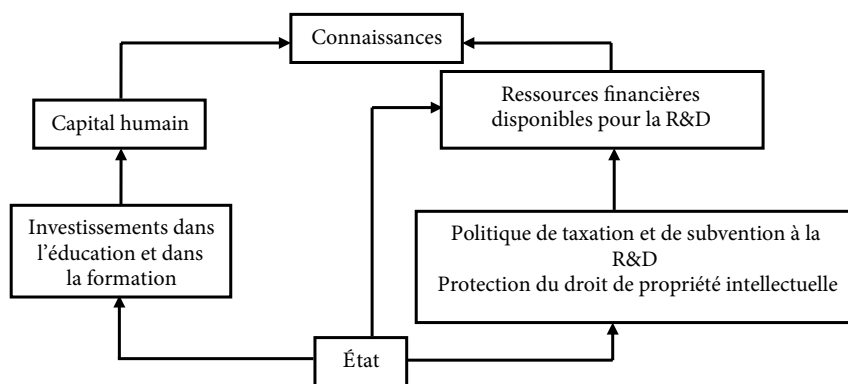 Connaissances
Capital humain
Ressources financières
disponibles pour la R&D
Investissements dans
l'éducation et dans
la formation
Politique de taxation et de subvention à la
R&D
Protection du droit de propriété intellectuelle
État